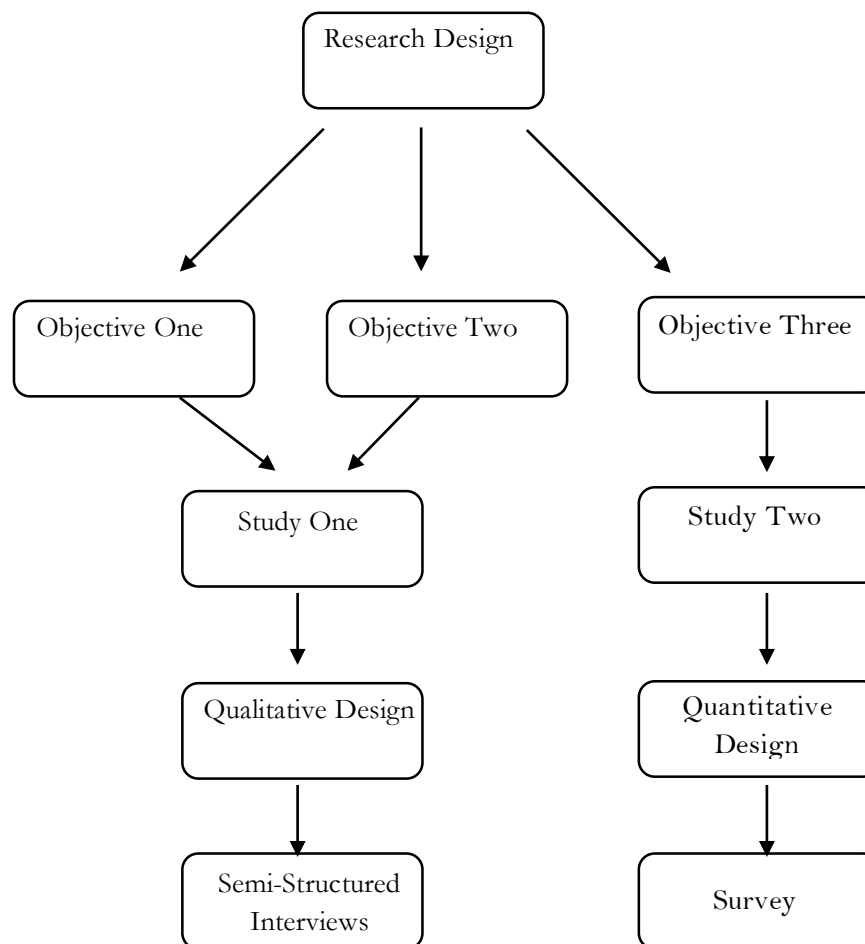 Research Design
Objective One
Objective Two
Objective Three
Study One
Study Two
Qualitative Design
Quantitative
Design
Semi-Structured
Interviews
Survey